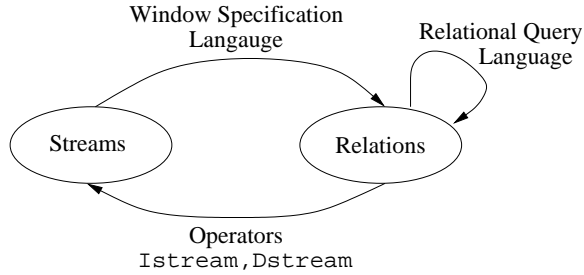 Window Specification
Langauge
Relational Query
Language
Streams
Relations
Operators
Istream,Dstream